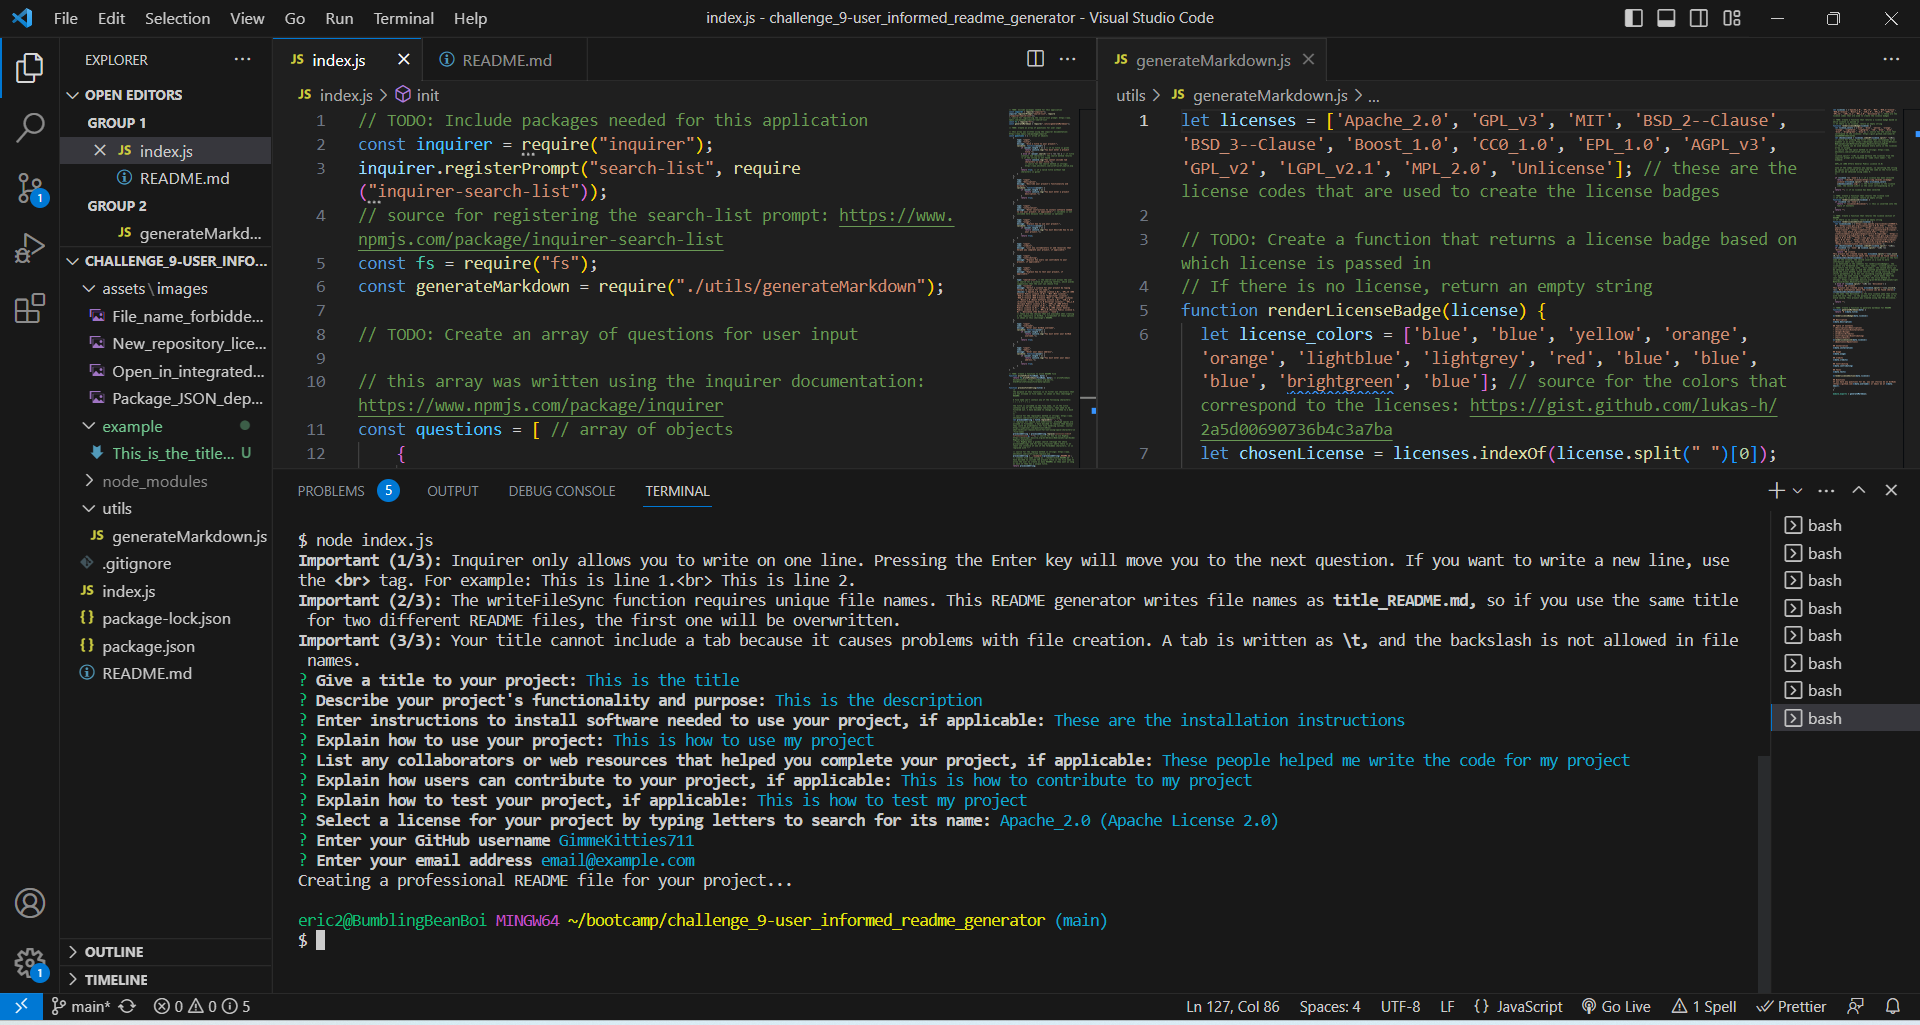 File Edit Selection View Go Run Terminal Help
index.js - challenge_9-user_informed_readme_generator - Visual Studio Code
EXPLORER
OPEN EDITORS
GROUP 1
JS index.js
README.md
GROUP 2
JS generateMarkd...
CHALLENGE_9-USER_INFO...
assets\images
File_name_forbidde...
New_repository_lice...
Open_in_integrated...
Package_JSON_dep...
example
This_is_the_title... U
node_modules
utils
JS generateMarkdown.js
.gitignore
JS index.js
{} package-lock.json
{} package.json
README.md
OUTLINE
TIMELINE
1
1
JS index.js
README.md
JS index.js > init
1 // TODO: Include packages needed for this application
2 const inquirer = require("inquirer");
3 inquirer.registerPrompt("search-list", require
("inquirer-search-list"));
4 // source for registering the search-list prompt: https://www.
npmjs.com/package/inquirer-search-list
5 const fs = require("fs");
6 const generateMarkdown = require("./utils/generateMarkdown");
7
8 // TODO: Create an array of questions for user input
9
10 // this array was written using the inquirer documentation:
https://www.npmjs.com/package/inquirer
11 const questions = [ // array of objects
12 {
JS generateMarkdown.js
utils > JS generateMarkdown.js > ...
1 let licenses = ['Apache_2.0', 'GPL_v3', 'MIT', 'BSD_2--Clause',
'BSD_3--Clause', 'Boost_1.0', 'CC0_1.0', 'EPL_1.0', 'AGPL_v3',
'GPL_v2', 'LGPL_v2.1', 'MPL_2.0', 'Unlicense']; // these are the
license codes that are used to create the license badges
2
3 // TODO: Create a function that returns a license badge based on
which license is passed in
4 // If there is no license, return an empty string
5 function renderLicenseBadge(license) {
6 let license_colors = ['blue', 'blue', 'yellow', 'orange',
'orange', 'lightblue', 'lightgrey', 'red', 'blue', 'blue',
'blue', 'brightgreen', 'blue']; // source for the colors that
correspond to the licenses: https://gist.github.com/lukas-h/
2a5d00690736b4c3a7ba
7 let chosenLicense = licenses.indexOf(license.split(" ")[0]);
PROBLEMS 5 OUTPUT DEBUG CONSOLE TERMINAL
$ node index.js
Important (1/3): Inquirer only allows you to write on one line. Pressing the Enter key will move you to the next question. If you want to write a new line, use
the <br> tag. For example: This is line 1.<br> This is line 2.
Important (2/3): The writeFileSync function requires unique file names. This README generator writes file names as title_README.md, so if you use the same title
for two different README files, the first one will be overwritten.
Important (3/3): Your title cannot include a tab because it causes problems with file creation. A tab is written as \t, and the backslash is not allowed in file
names.
? Give a title to your project: This is the title
? Describe your project's functionality and purpose: This is the description
? Enter instructions to install software needed to use your project, if applicable: These are the installation instructions
? Explain how to use your project: This is how to use my project
? List any collaborators or web resources that helped you complete your project, if applicable: These people helped me write the code for my project
? Explain how users can contribute to your project, if applicable: This is how to contribute to my project
? Explain how to test your project, if applicable: This is how to test my project
? Select a license for your project by typing letters to search for its name: Apache_2.0 (Apache License 2.0)
? Enter your GitHub username GimmeKitties711
? Enter your email address email@example.com
Creating a professional README file for your project...
eric2@BumblingBeanBoi MINGW64 ~/bootcamp/challenge_9-user_informed_readme_generator (main)
$
bash
bash
bash
bash
bash
bash
bash
bash
main* 0 0 5
Ln 127, Col 86 Spaces: 4 UTF-8 LF {} JavaScript Go Live 1 Spell Prettier